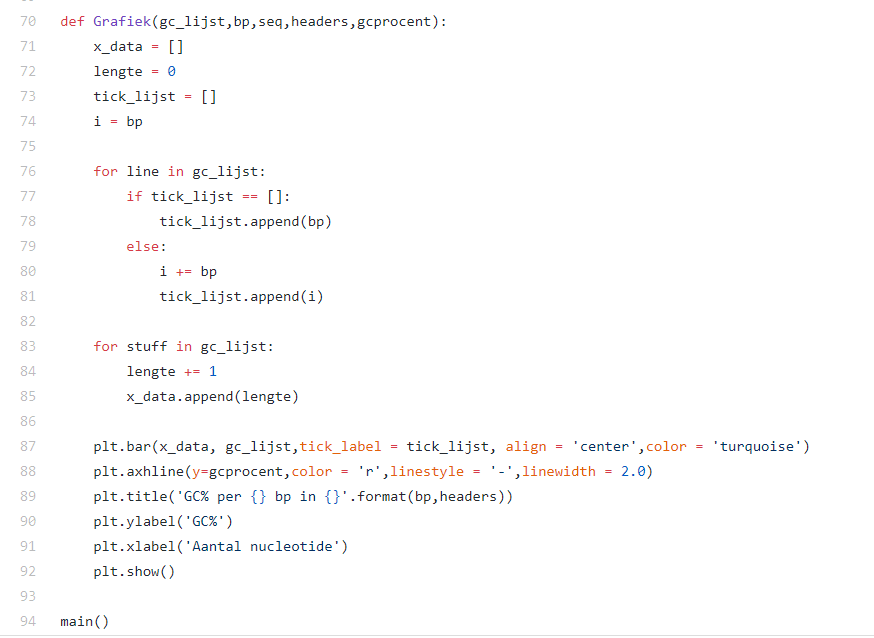 70 def Grafiek(gc_lijst,bp,seq,headers,gcprocent):
71     x_data = []
72     lengte = 0
73     tick_lijst = []
74     i = bp
75
76     for line in gc_lijst:
77         if tick_lijst == []:
78             tick_lijst.append(bp)
79         else:
80             i += bp
81             tick_lijst.append(i)
82
83     for stuff in gc_lijst:
84         lengte += 1
85         x_data.append(lengte)
86
87     plt.bar(x_data, gc_lijst,tick_label = tick_lijst, align = 'center',color = 'turquoise')
88     plt.axhline(y=gcprocent,color = 'r',linestyle = '-',linewidth = 2.0)
89     plt.title('GC% per {} bp in {}'.format(bp,headers))
90     plt.ylabel('GC%')
91     plt.xlabel('Aantal nucleotide')
92     plt.show()
93
94 main()